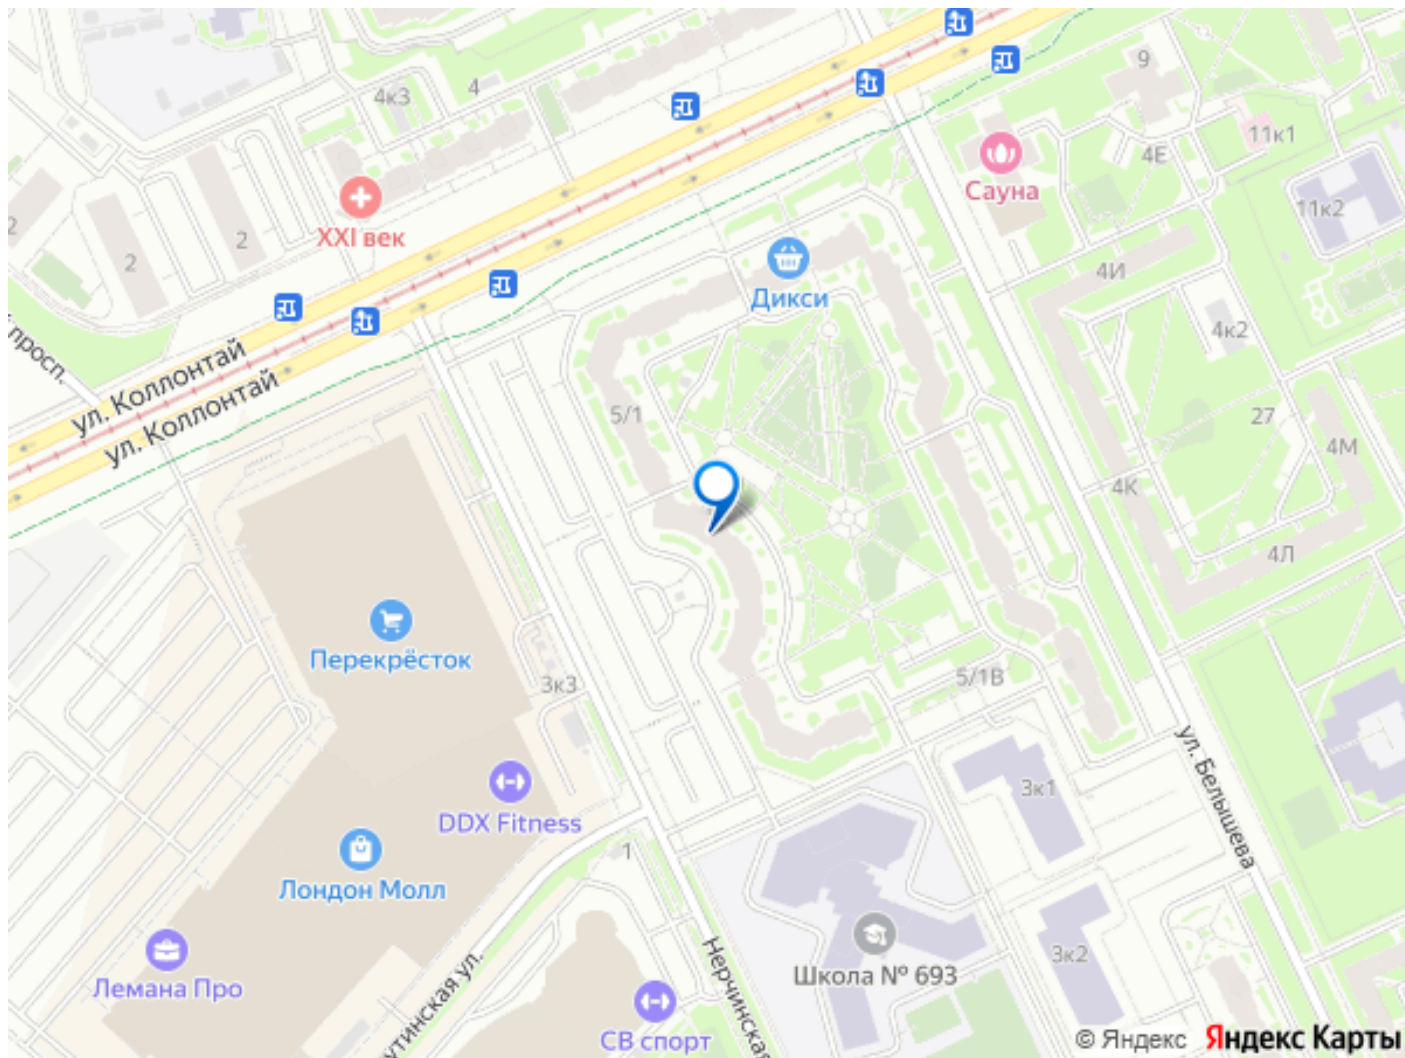 9
4
4к3
11к1
4Е
Сауна
11к2
XXI век
2
2
2
4И
Дикси
4к2
просп.
ул. Коллонтай
ул. Коллонтай
5/1
27
4М
4К
4Л
Перекрёсток
3к3
5/1В
ул. Белышева
3к1
DDX Fitness
1
Лондон Молл
3к2
Школа № 693
Лемана Про
утинская ул.
Нерчинская
СВ спорт
© Яндекс Яндекс Карты